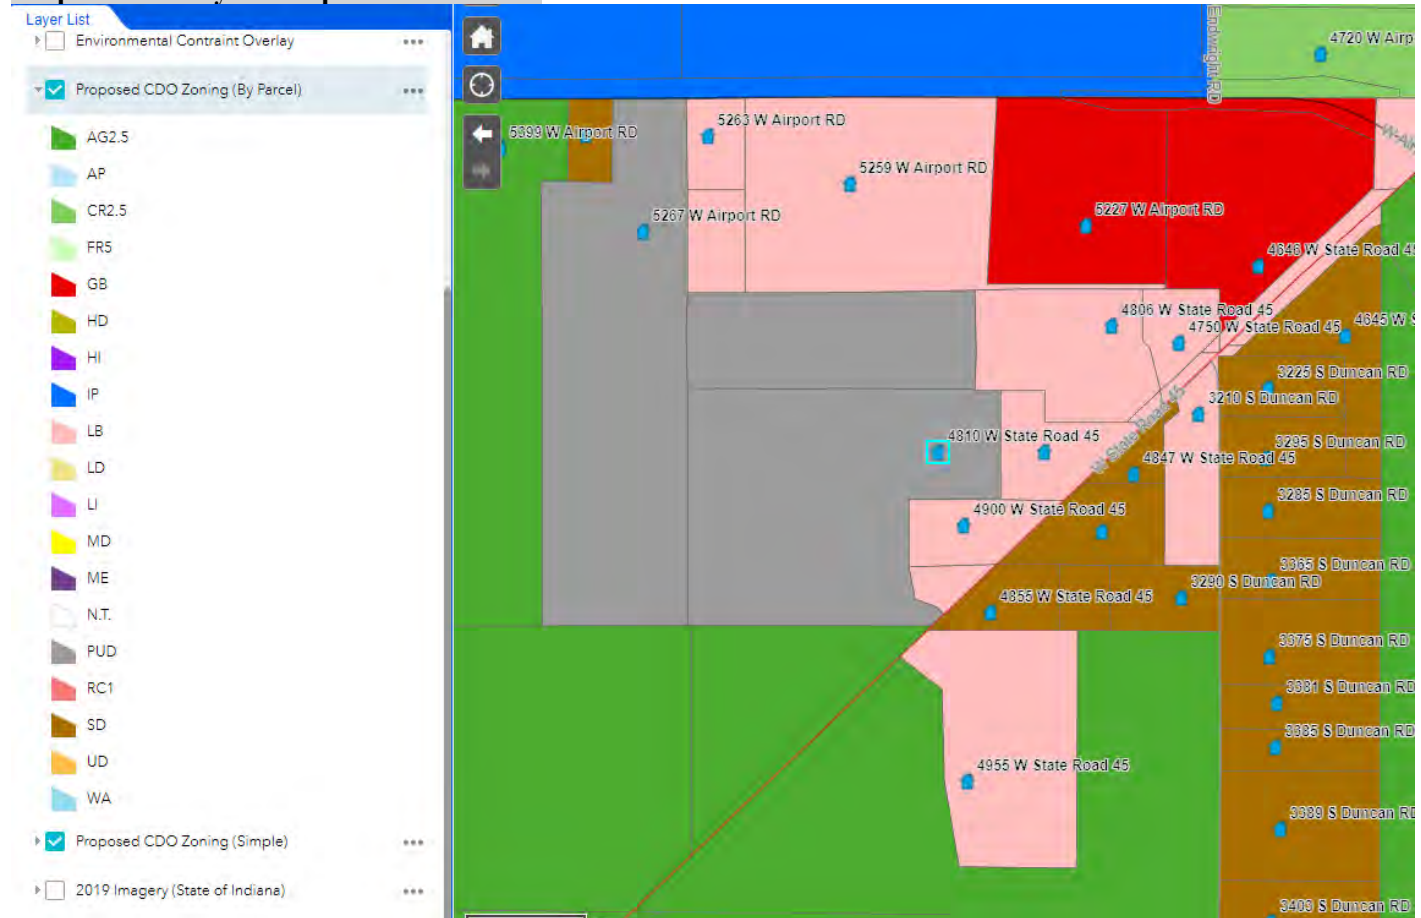 Layer List
Environmental Contraint Overlay
Proposed CDO Zoning (By Parcel)
AG2.5
AP
CR2.5
FR5
GB
HD
HI
IP
LB
LD
LI
MD
ME
N.T.
PUD
RC1
SD
UD
WA
Proposed CDO Zoning (Simple)
2019 Imagery (State of Indiana)
Endwright RD
4720 W Airp
5399 W Airport RD
5263 W Airport RD
W Air
5259 W Airport RD
5267 W Airport RD
5227 W Airport RD
4646 W State Road 45
4806 W State Road 45
4750 W State Road 45
4645 W S
3225 S Duncan RD
3210 S Duncan RD
W State Road 45
4810 W State Road 45
3295 S Duncan RD
4847 W State Road 45
3285 S Duncan RD
4900 W State Road 45
3365 S Duncan RD
3290 S Duncan RD
4855 W State Road 45
3375 S Duncan RD
3381 S Duncan RD
3385 S Duncan RD
4955 W State Road 45
3389 S Duncan RD
3403 S Duncan RD